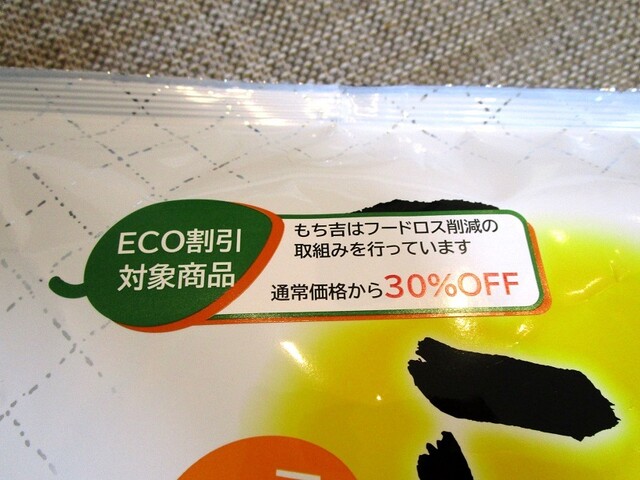 ECO割引
対象商品
もち吉はフードロス削減の
取組みを行っています
通常価格から30%OFF